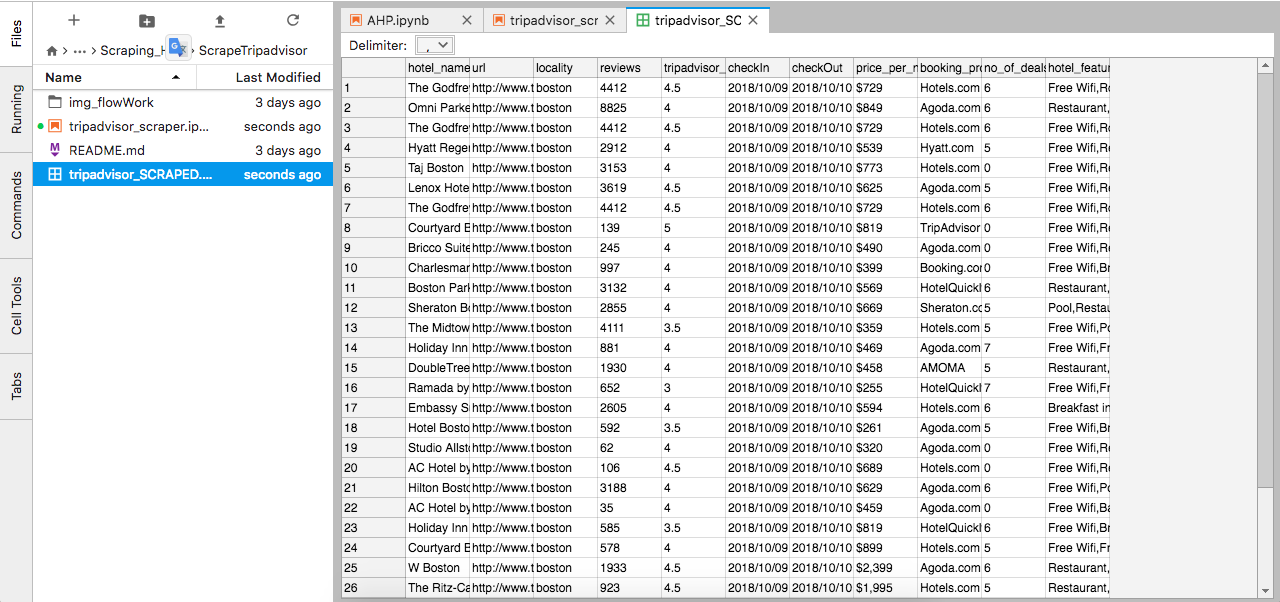 Files
Running
Commands
Cell Tools
Tabs
... > Scraping_H > ScrapeTripadvisor
Name Last Modified
img_flowWork 3 days ago
tripadvisor_scraper.ip... seconds ago
README.md 3 days ago
tripadvisor_SCRAPED.... seconds ago
AHP.ipynb tripadvisor_scr tripadvisor_SC
Delimiter: ,
hotel_name url locality reviews tripadvisor_ checkIn checkOut price_per_n booking_pro no_of_deals hotel_featur
1 The Godfre http://www.t boston 4412 4.5 2018/10/09 2018/10/10 $729 Hotels.com 6 Free Wifi,Ro
2 Omni Parke http://www.t boston 8825 4 2018/10/09 2018/10/10 $849 Agoda.com 6 Restaurant,
3 The Godfre http://www.t boston 4412 4.5 2018/10/09 2018/10/10 $729 Hotels.com 6 Free Wifi,Ro
4 Hyatt Reger http://www.t boston 2912 4 2018/10/09 2018/10/10 $539 Hyatt.com 5 Free Wifi,Ro
5 Taj Boston http://www.t boston 3153 4 2018/10/09 2018/10/10 $773 Hotels.com 0 Free Wifi,Ro
6 Lenox Hote http://www.t boston 3619 4.5 2018/10/09 2018/10/10 $625 Agoda.com 5 Free Wifi,Re
7 The Godfre http://www.t boston 4412 4.5 2018/10/09 2018/10/10 $729 Hotels.com 6 Free Wifi,Ro
8 Courtyard B http://www.t boston 139 5 2018/10/09 2018/10/10 $819 TripAdvisor 0 Free Wifi,Re
9 Bricco Suite http://www.t boston 245 4 2018/10/09 2018/10/10 $490 Agoda.com 0 Free Wifi,Re
10 Charlesmar http://www.t boston 997 4 2018/10/09 2018/10/10 $399 Booking.cor 0 Free Wifi,Br
11 Boston Park http://www.t boston 3132 4 2018/10/09 2018/10/10 $569 HotelQuickl 6 Restaurant,
12 Sheraton Bo http://www.t boston 2855 4 2018/10/09 2018/10/10 $669 Sheraton.cc 5 Pool,Restau
13 The Midtow http://www.t boston 4111 3.5 2018/10/09 2018/10/10 $359 Hotels.com 5 Free Wifi,Po
14 Holiday Inn http://www.t boston 881 4 2018/10/09 2018/10/10 $469 Agoda.com 7 Free Wifi,Fr
15 DoubleTree http://www.t boston 1930 4 2018/10/09 2018/10/10 $458 AMOMA 5 Restaurant,
16 Ramada by http://www.t boston 652 3 2018/10/09 2018/10/10 $255 HotelQuickl 7 Free Wifi,Fr
17 Embassy S http://www.t boston 2605 4 2018/10/09 2018/10/10 $594 Hotels.com 6 Breakfast in
18 Hotel Bosto http://www.t boston 592 3.5 2018/10/09 2018/10/10 $261 Agoda.com 5 Free Wifi,Br
19 Studio Allst http://www.t boston 62 4 2018/10/09 2018/10/10 $320 Agoda.com 0 Free Wifi,Re
20 AC Hotel by http://www.t boston 106 4.5 2018/10/09 2018/10/10 $689 Hotels.com 0 Free Wifi,Re
21 Hilton Bosto http://www.t boston 3188 4 2018/10/09 2018/10/10 $629 Agoda.com 6 Free Wifi,Po
22 AC Hotel by http://www.t boston 35 4 2018/10/09 2018/10/10 $459 Agoda.com 0 Free Wifi,Ba
23 Holiday Inn http://www.t boston 585 3.5 2018/10/09 2018/10/10 $819 HotelQuickl 6 Free Wifi,Br
24 Courtyard B http://www.t boston 578 4 2018/10/09 2018/10/10 $899 Hotels.com 5 Free Wifi,Fr
25 W Boston http://www.t boston 1933 4.5 2018/10/09 2018/10/10 $2,399 Agoda.com 6 Restaurant,
26 The Ritz-Ca http://www.t boston 923 4.5 2018/10/09 2018/10/10 $1,995 Hotels.com 5 Restaurant,